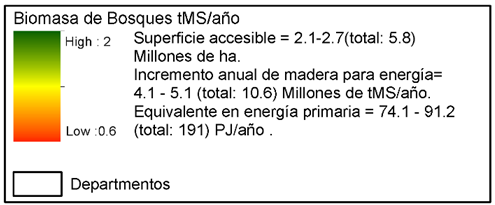 Biomasa de Bosques tMS/año
High : 2
Low :0.6
Superficie accesible = 2.1-2.7(total: 5.8)
Millones de ha.
Incremento anual de madera para energía=
4.1 - 5.1 (total: 10.6) Millones de tMS/año.
Equivalente en energía primaria = 74.1 - 91.2
(total: 191) PJ/año .
Departmentos